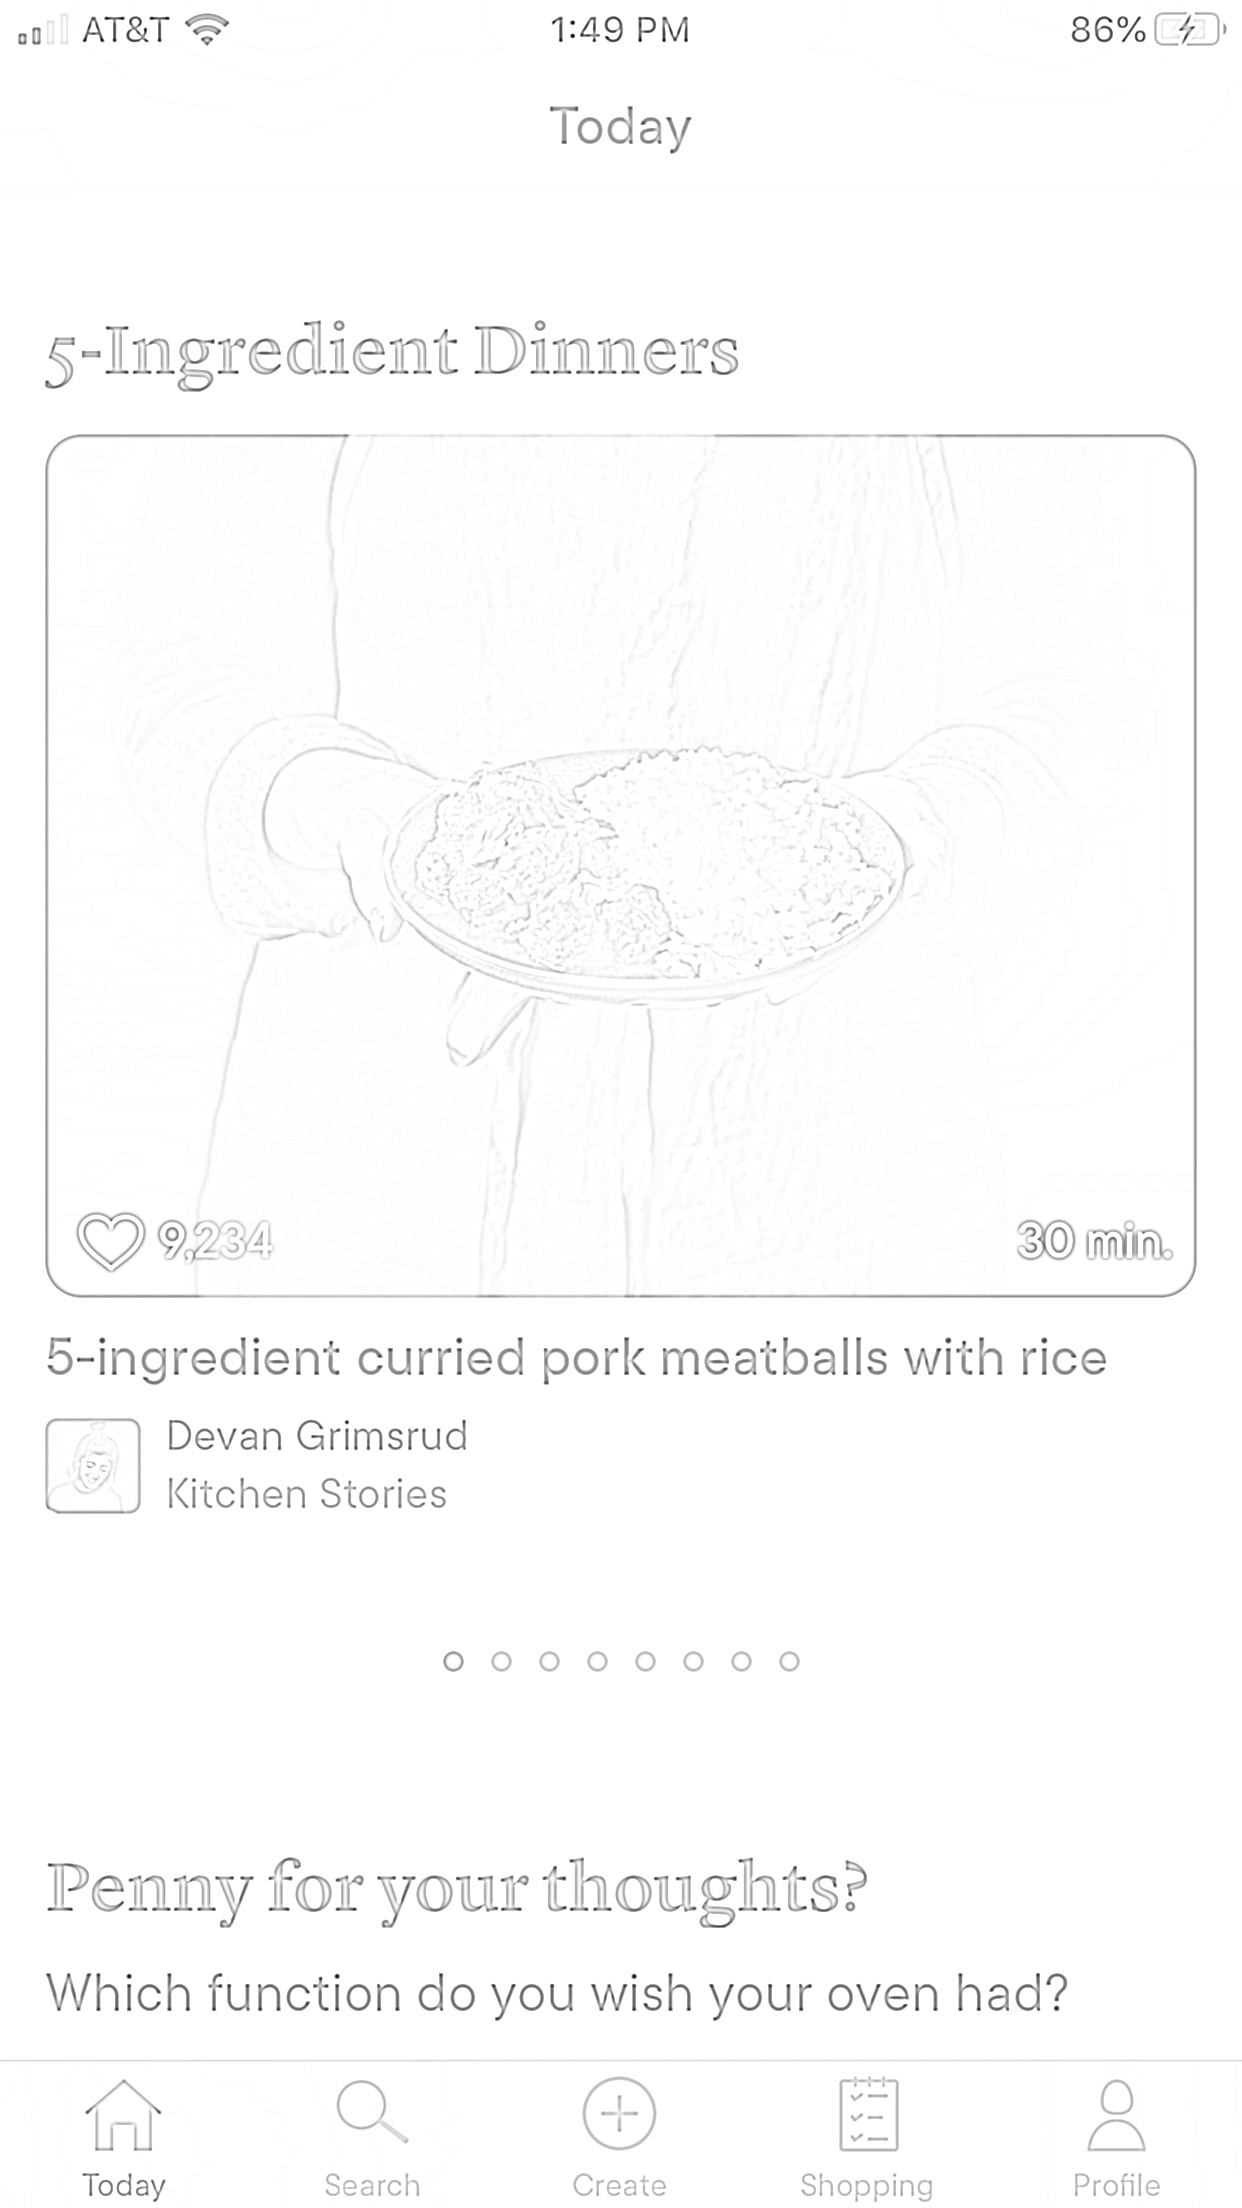 AT&T 1:49 PM 86%
Today
5-Ingredient Dinners
9,234 30 min.
5-ingredient curried pork meatballs with rice
Devan Grimsrud
Kitchen Stories
Penny for your thoughts?
Which function do you wish your oven had?
Today Search Create Shopping Profile